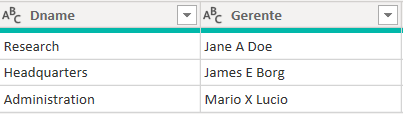 ABC Dname ABC Gerente
Research Jane A Doe
Headquarters James E Borg
Administration Mario X Lucio